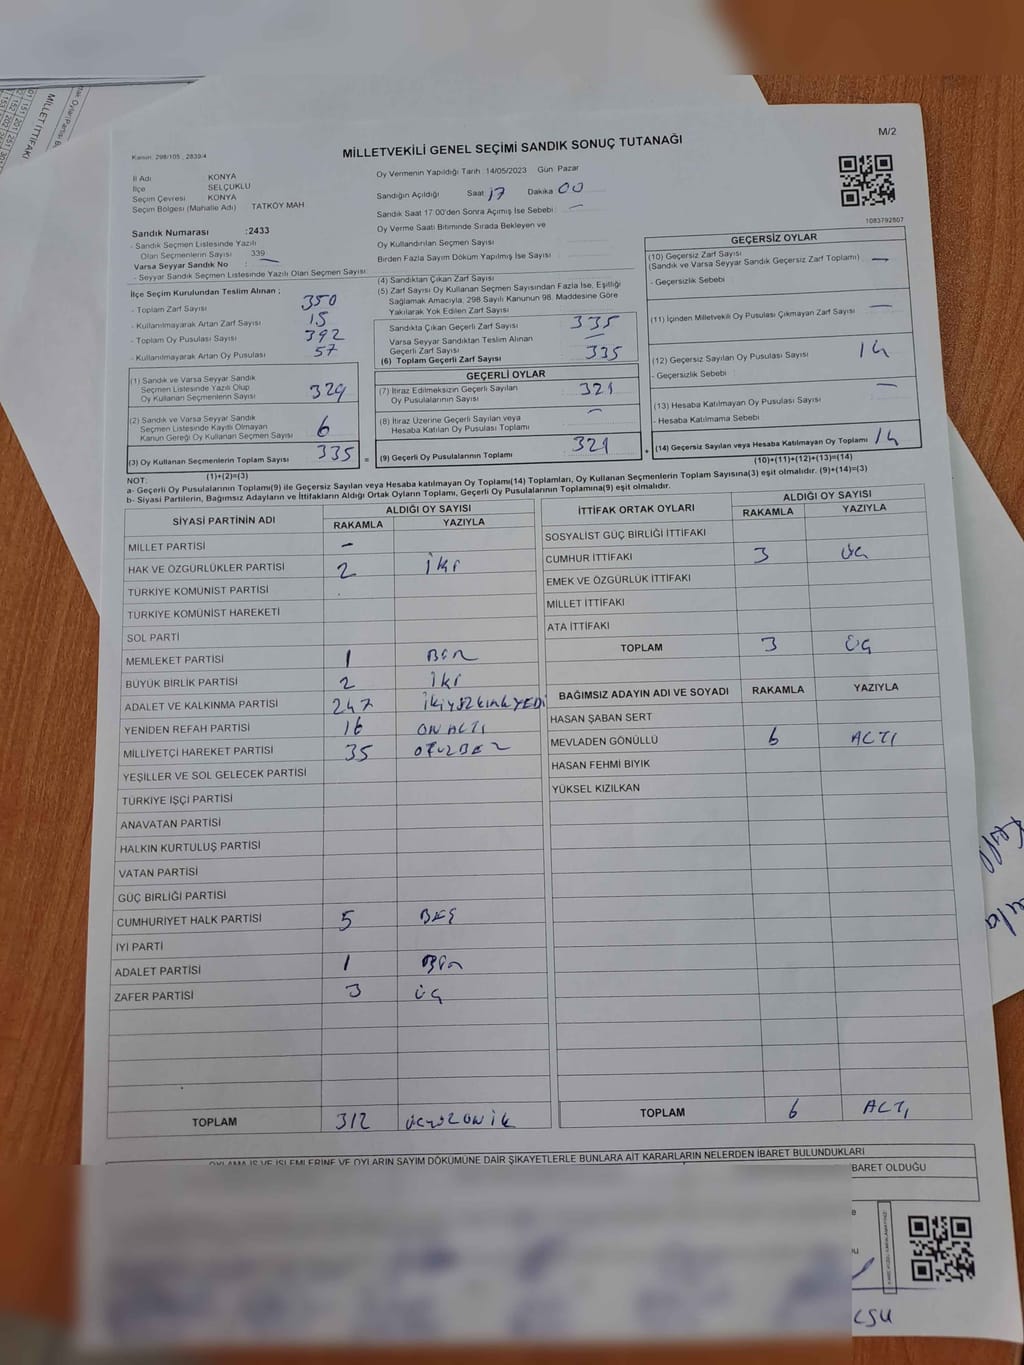 M/2
MİLLETVEKİLİ GENEL SEÇİMİ SANDIK SONUÇ TUTANAĞI
Kanun: 298/105 , 2839/4
İl Adı KONYA
İlçe SELÇUKLU
Seçim Çevresi KONYA
Seçim Bölgesi (Mahalle Adı) TATKÖY MAH
Sandık Numarası :2433
- Sandık Seçmen Listesinde Yazılı
Olan Seçmenlerin Sayısı 339
Varsa Seyyar Sandık No :
- Seyyar Sandık Seçmen Listesinde Yazılı Olan Seçmen Sayısı
Oy Vermenin Yapıldığı Tarih 14/05/2023 Gün Pazar
Sandığın Açıldığı Saat 17 Dakika 00
Sandık Saat 17:00'den Sonra Açımış İse Sebebi : —
Oy Verme Saati Bitiminde Sırada Bekleyen ve
Oy Kullandırılan Seçmen Sayısı
Birden Fazla Sayım Döküm Yapılmış İse Sayısı
1083792807
İlçe Seçim Kurulundan Teslim Alınan ;
- Toplam Zarf Sayısı 350
- Kullanılmayarak Artan Zarf Sayısı 15
- Toplam Oy Pusulası Sayısı 392
- Kullanılmayarak Artan Oy Pusulası 57
(1) Sandık ve Varsa Seyyar Sandık
Seçmen Listesinde Yazılı Olup
Oy Kullanan Seçmenlerin Sayısı 329
(2) Sandık ve Varsa Seyyar Sandık
Seçmen Listesinde Kayıtlı Olmayan
Kanun Gereği Oy Kullanan Seçmen Sayısı 6
(3) Oy Kullanan Seçmenlerin Toplam Sayısı 335 =
(4) Sandıktan Çıkan Zarf Sayısı
(5) Zarf Sayısı Oy Kullanan Seçmen Sayısından Fazla İse, Eşitliği
Sağlamak Amacıyla, 298 Sayılı Kanunun 98. Maddesine Göre
Yakılarak Yok Edilen Zarf Sayısı
Sandıkta Çıkan Geçerli Zarf Sayısı 335
Varsa Seyyar Sandıktan Teslim Alınan
Geçerli Zarf Sayısı —
(6) Toplam Geçerli Zarf Sayısı 335
GEÇERLİ OYLAR
(7) İtiraz Edilmeksizin Geçerli Sayılan
Oy Pusulalarının Sayısı 321
(8) İtiraz Üzerine Geçerli Sayılan veya
Hesaba Katılan Oy Pusulası Toplamı —
(9) Geçerli Oy Pusulalarının Toplamı 321 +
GEÇERSİZ OYLAR
(10) Geçersiz Zarf Sayısı
(Sandık ve Varsa Seyyar Sandık Geçersiz Zarf Toplamı) —
- Geçersizlik Sebebi
(11) İçinden Milletvekili Oy Pusulası Çıkmayan Zarf Sayısı —
(12) Geçersiz Sayılan Oy Pusulası Sayısı 14
- Geçersizlik Sebebi
(13) Hesaba Katılmayan Oy Pusulası Sayısı —
- Hesaba Katılmama Sebebi
(14) Geçersiz Sayılan veya Hesaba Katılmayan Oy Toplamı 14
NOT: (1)+(2)=(3) (10)+(11)+(12)+(13)=(14)
a- Geçerli Oy Pusulalarının Toplamı(9) ile Geçersiz Sayılan veya Hesaba katılmayan Oy Toplamı(14) Toplamları, Oy Kullanan Seçmenlerin Toplam Sayısına(3) eşit olmalıdır. (9)+(14)=(3)
b- Siyasi Partilerin, Bağımsız Adayların ve İttifakların Aldığı Ortak Oyların Toplamı, Geçerli Oy Pusulalarının Toplamına(9) eşit olmalıdır.
SİYASİ PARTİNİN ADI ALDIĞI OY SAYISI
RAKAMLA YAZIYLA
MİLLET PARTİSİ —
HAK VE ÖZGÜRLÜKLER PARTİSİ 2 İKİ
TÜRKİYE KOMÜNİST PARTİSİ
TÜRKİYE KOMÜNİST HAREKETİ
SOL PARTİ
MEMLEKET PARTİSİ 1 BİR
BÜYÜK BİRLİK PARTİSİ 2 İKİ
ADALET VE KALKINMA PARTİSİ 247 İKİYÜZKIRKYEDİ
YENİDEN REFAH PARTİSİ 16 ONALTI
MİLLİYETÇİ HAREKET PARTİSİ 35 OTUZBEŞ
YEŞİLLER VE SOL GELECEK PARTİSİ
TÜRKİYE İŞÇİ PARTİSİ
ANAVATAN PARTİSİ
HALKIN KURTULUŞ PARTİSİ
VATAN PARTİSİ
GÜÇ BİRLİĞİ PARTİSİ
CUMHURİYET HALK PARTİSİ 5 BEŞ
İYİ PARTİ
ADALET PARTİSİ 1 BİR
ZAFER PARTİSİ 3 ÜÇ
TOPLAM 312 ÜÇYÜZONİK
İTTİFAK ORTAK OYLARI ALDIĞI OY SAYISI
RAKAMLA YAZIYLA
SOSYALİST GÜÇ BİRLİĞİ İTTİFAKI
CUMHUR İTTİFAKI 3 ÜÇ
EMEK VE ÖZGÜRLÜK İTTİFAKI
MİLLET İTTİFAKI
ATA İTTİFAKI
TOPLAM 3 ÜÇ
BAĞIMSIZ ADAYIN ADI VE SOYADI RAKAMLA YAZIYLA
HASAN ŞABAN SERT
MEVLADEN GÖNÜLLÜ 6 ALTI
HASAN FEHMİ BIYIK
YÜKSEL KIZILKAN
TOPLAM 6 ALTI
OYLAMA İŞ VE İŞLEMLERİNE VE OYLARIN SAYIM DÖKÜMÜNE DAİR ŞİKAYETLERLE BUNLARA AİT KARARLARIN NELERDEN İBARET BULUNDUKLARI
BARET OLDUĞU
MİLLET İTTİFAKI